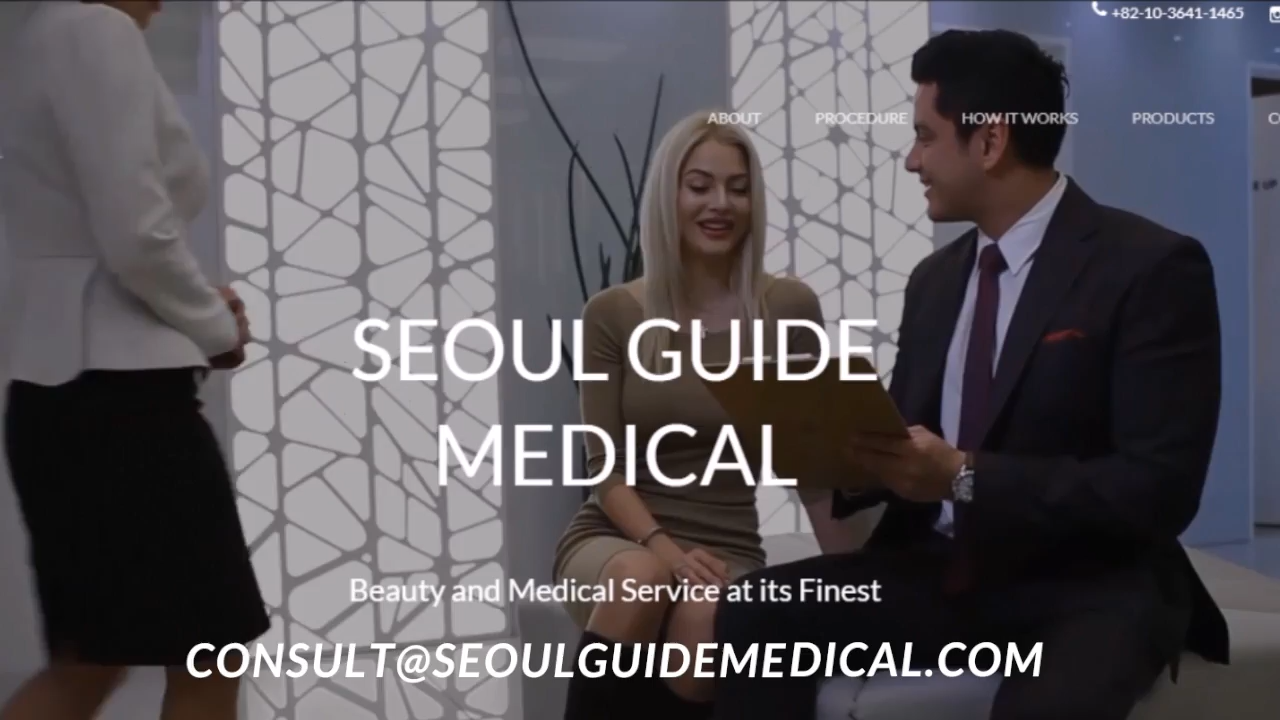 +82-10-3641-1465
ABOUT PROCEDURE HOW IT WORKS PRODUCTS
SEOUL GUIDE
MEDICAL
Beauty and Medical Service at its Finest
CONSULT@SEOULGUIDEMEDICAL.COM